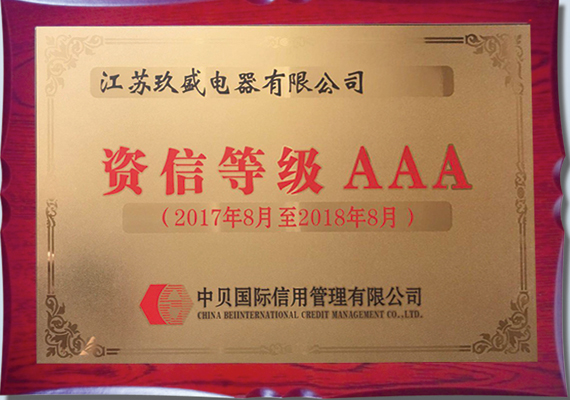 江苏玖盛电器有限公司
资信等级 AAA
（2017年8月至2018年8月）
中贝国际信用管理有限公司
CHINA BEIINTERNATIONAL CREDIT MANAGEMENT CO.,LTD.